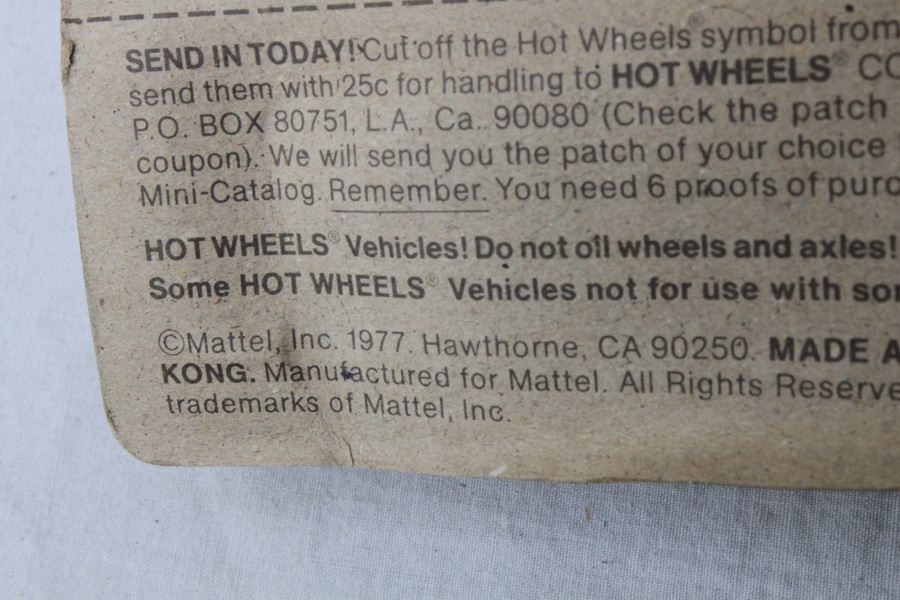 SEND IN TODAY! Cut off the Hot Wheels® symbol from
send them with 25c for handling to HOT WHEELS® CO
P.O. BOX 80751, L.A., Ca. 90080 (Check the patch
coupon). We will send you the patch of your choice
Mini-Catalog. Remember. You need 6 proofs of purc
HOT WHEELS® Vehicles! Do not oil wheels and axles!
Some HOT WHEELS® Vehicles not for use with so
©Mattel, Inc. 1977. Hawthorne, CA 90250. MADE A
KONG. Manufactured for Mattel. All Rights Reserve
trademarks of Mattel, Inc.